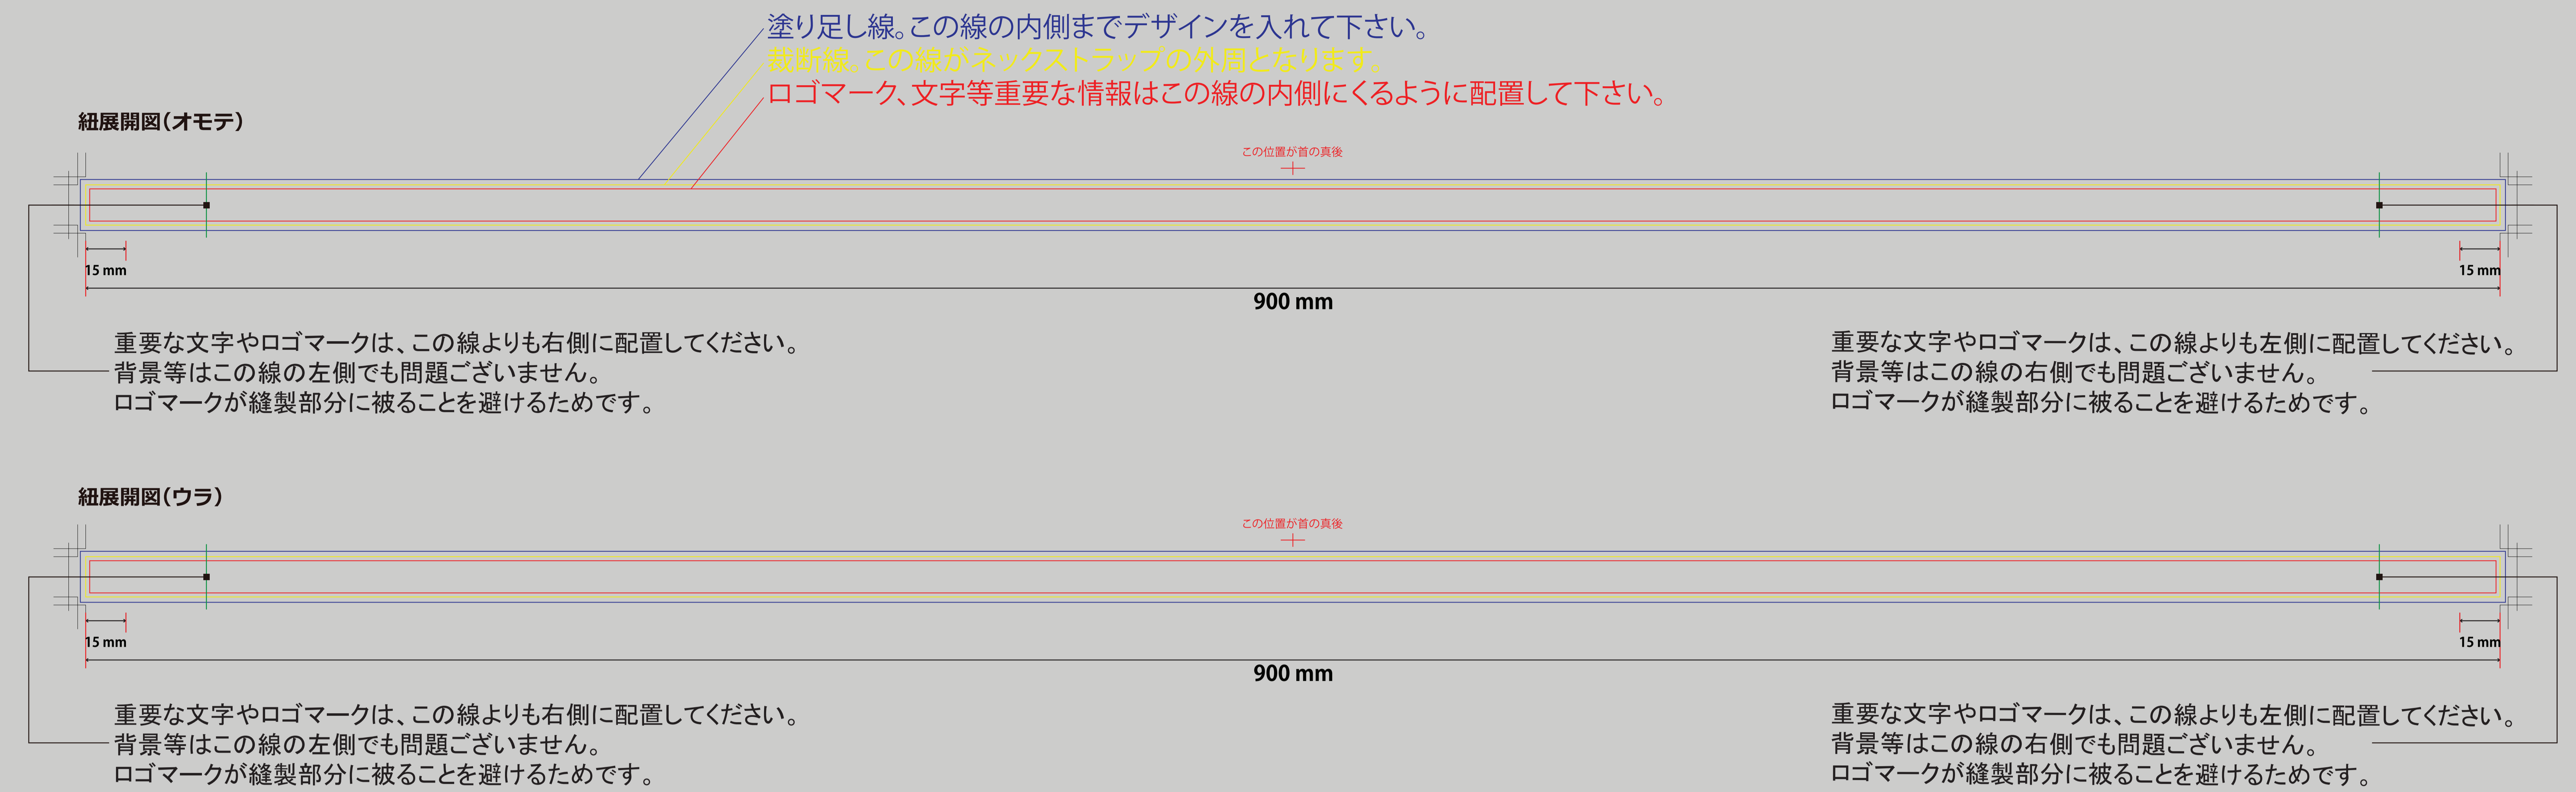 塗り足し線。この線の内側までデザインを入れて下さい。
裁断線。この線がネックストラップの外周となります。
ロゴマーク、文字等重要な情報はこの線の内側にくるように配置して下さい。
紐展開図(オモテ)
この位置が首の真後
15 mm
15 mm
900 mm
重要な文字やロゴマークは、この線よりも右側に配置してください。
背景等はこの線の左側でも問題ございません。
ロゴマークが縫製部分に被ることを避けるためです。
重要な文字やロゴマークは、この線よりも左側に配置してください。
背景等はこの線の右側でも問題ございません。
ロゴマークが縫製部分に被ることを避けるためです。
紐展開図(ウラ)
この位置が首の真後
15 mm
15 mm
900 mm
重要な文字やロゴマークは、この線よりも右側に配置してください。
背景等はこの線の左側でも問題ございません。
ロゴマークが縫製部分に被ることを避けるためです。
重要な文字やロゴマークは、この線よりも左側に配置してください。
背景等はこの線の右側でも問題ございません。
ロゴマークが縫製部分に被ることを避けるためです。